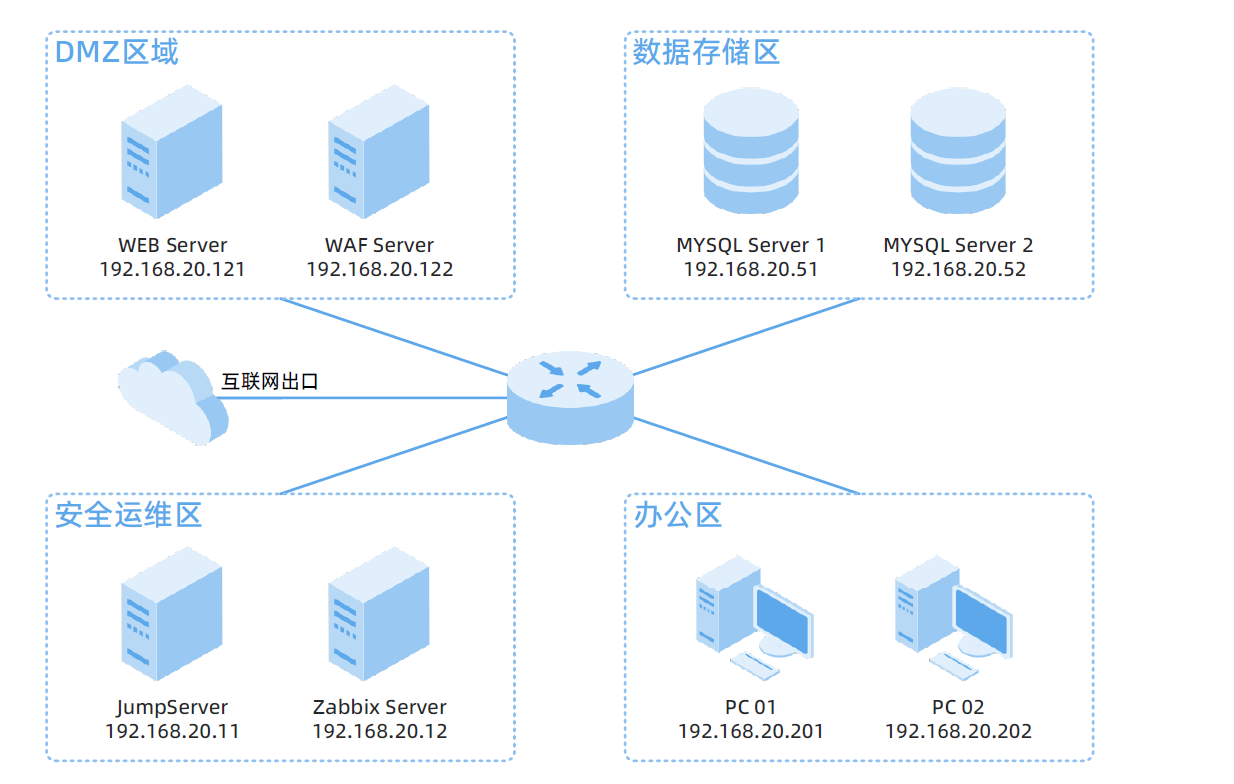 DMZ区域
WEB Server
192.168.20.121
WAF Server
192.168.20.122
数据存储区
MYSQL Server 1
192.168.20.51
MYSQL Server 2
192.168.20.52
互联网出口
安全运维区
JumpServer
192.168.20.11
Zabbix Server
192.168.20.12
办公区
PC 01
192.168.20.201
PC 02
192.168.20.202